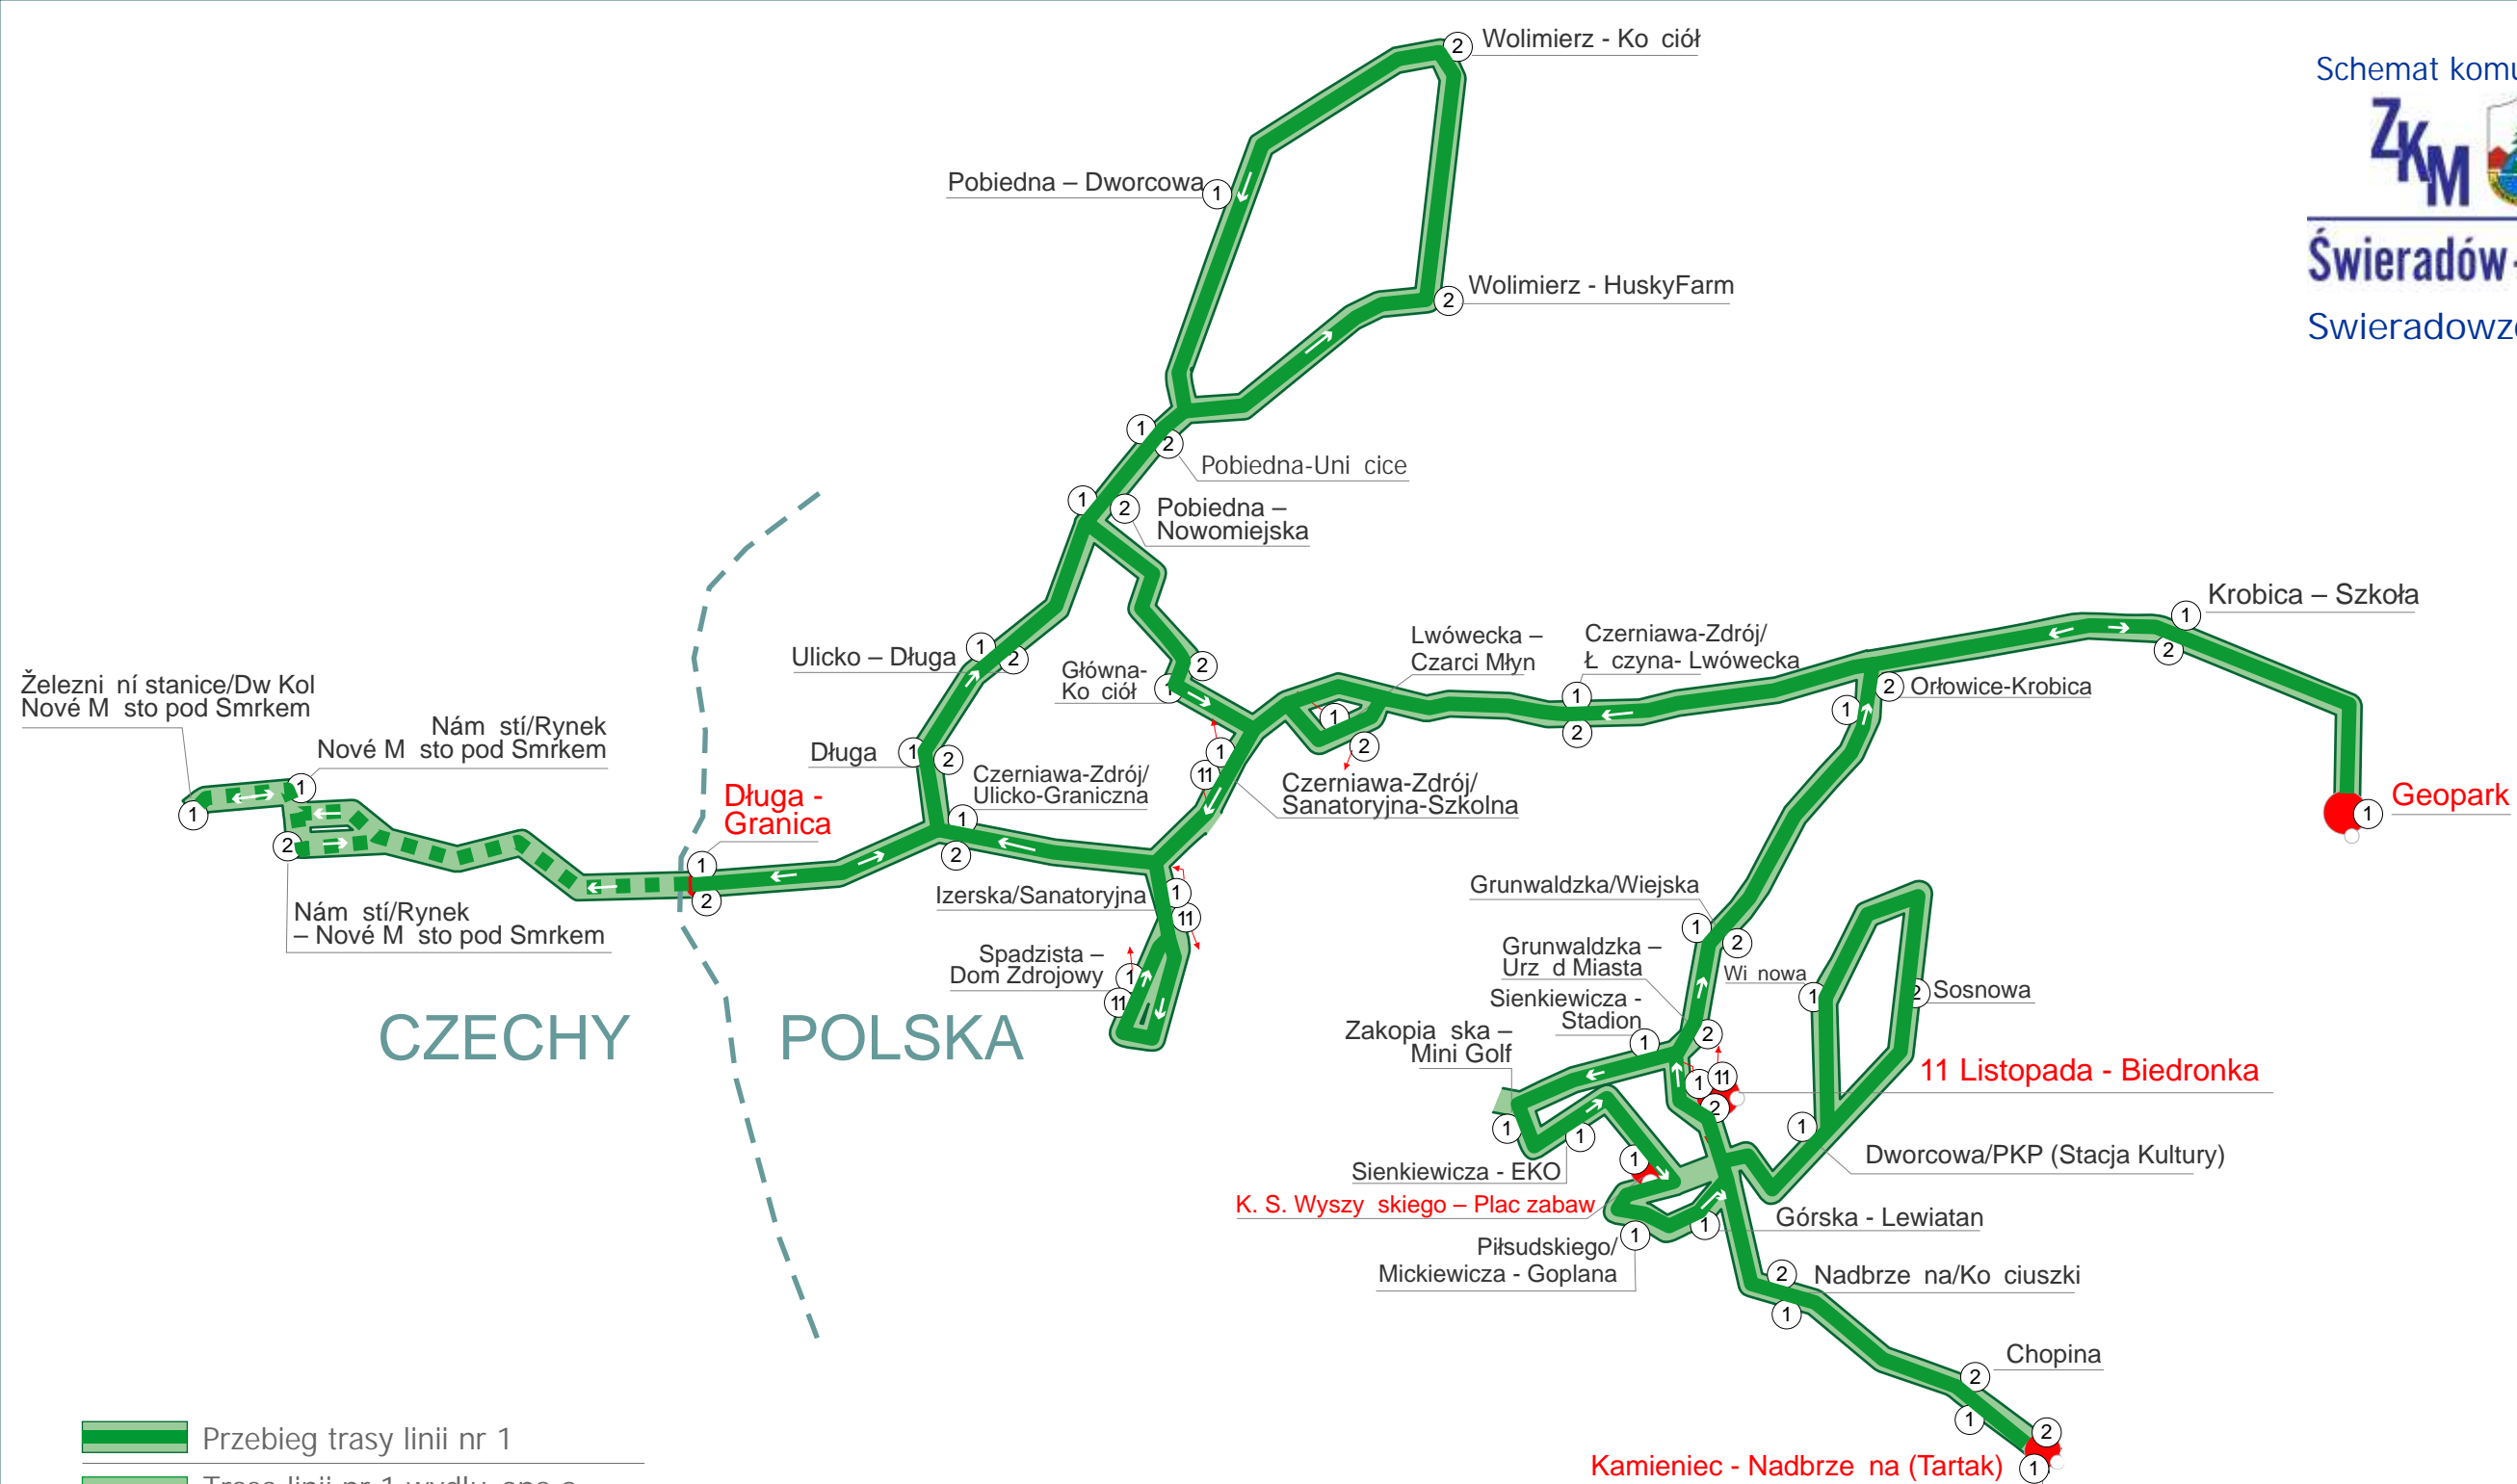 Wolimierz - Ko ciół
Schemat
ZKM
Świeradów-
Pobiedna – Dworcowa
Wolimierz - HuskyFarm
Pobiedna-Uni cice
Pobiedna –
Nowomiejska
Krobica – Szkoła
Lwówecka –
Czarci Młyn
Czerniawa-Zdrój/
Ł czyna- Lwówecka
Ulicko – Długa
Główna-
Ko ciół
Orłowice-Krobica
Železni ní stanice/Dw Kol
Nové M sto pod Smrkem
Nám stí/Rynek
Nové M sto pod Smrkem
Długa
Czerniawa-Zdrój/
Ulicko-Graniczna
Czerniawa-Zdrój/
Sanatoryjna-Szkolna
Długa -
Granica
Geopark
Izerska/Sanatoryjna
Grunwaldzka/Wiejska
Nám stí/Rynek
– Nové M sto pod Smrkem
Spadzista –
Dom Zdrojowy
Grunwaldzka –
Urz d Miasta
Wi nowa
Sosnowa
Sienkiewicza -
Stadion
CZECHY
POLSKA
Zakopia ska –
Mini Golf
11 Listopada - Biedronka
Dworcowa/PKP (Stacja Kultury)
Sienkiewicza - EKO
K. S. Wyszy skiego – Plac zabaw
Górska - Lewiatan
Piłsudskiego/
Mickiewicza - Goplana
Nadbrze na/Ko ciuszki
Chopina
Kamieniec - Nadbrze na (Tartak)
Przebieg trasy linii nr 1
Trasa linii nr 1